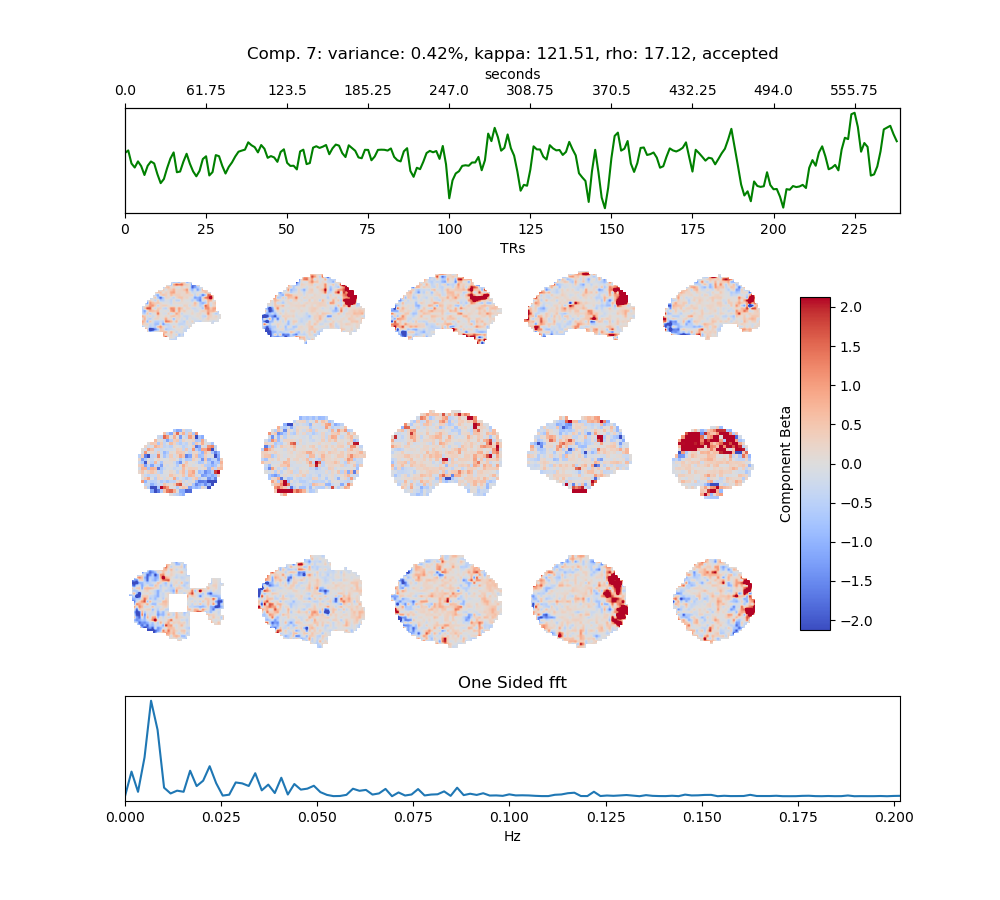 Comp. 7: variance: 0.42%, kappa: 121.51, rho: 17.12, accepted
seconds
0.0 61.75 123.5 185.25 247.0 308.75 370.5 432.25 494.0 555.75
0 25 50 75 100 125 150 175 200 225
TRs
2.0
1.5
1.0
0.5
0.0
−0.5
−1.0
−1.5
−2.0
Component Beta
One Sided fft
0.000 0.025 0.050 0.075 0.100 0.125 0.150 0.175 0.200
Hz